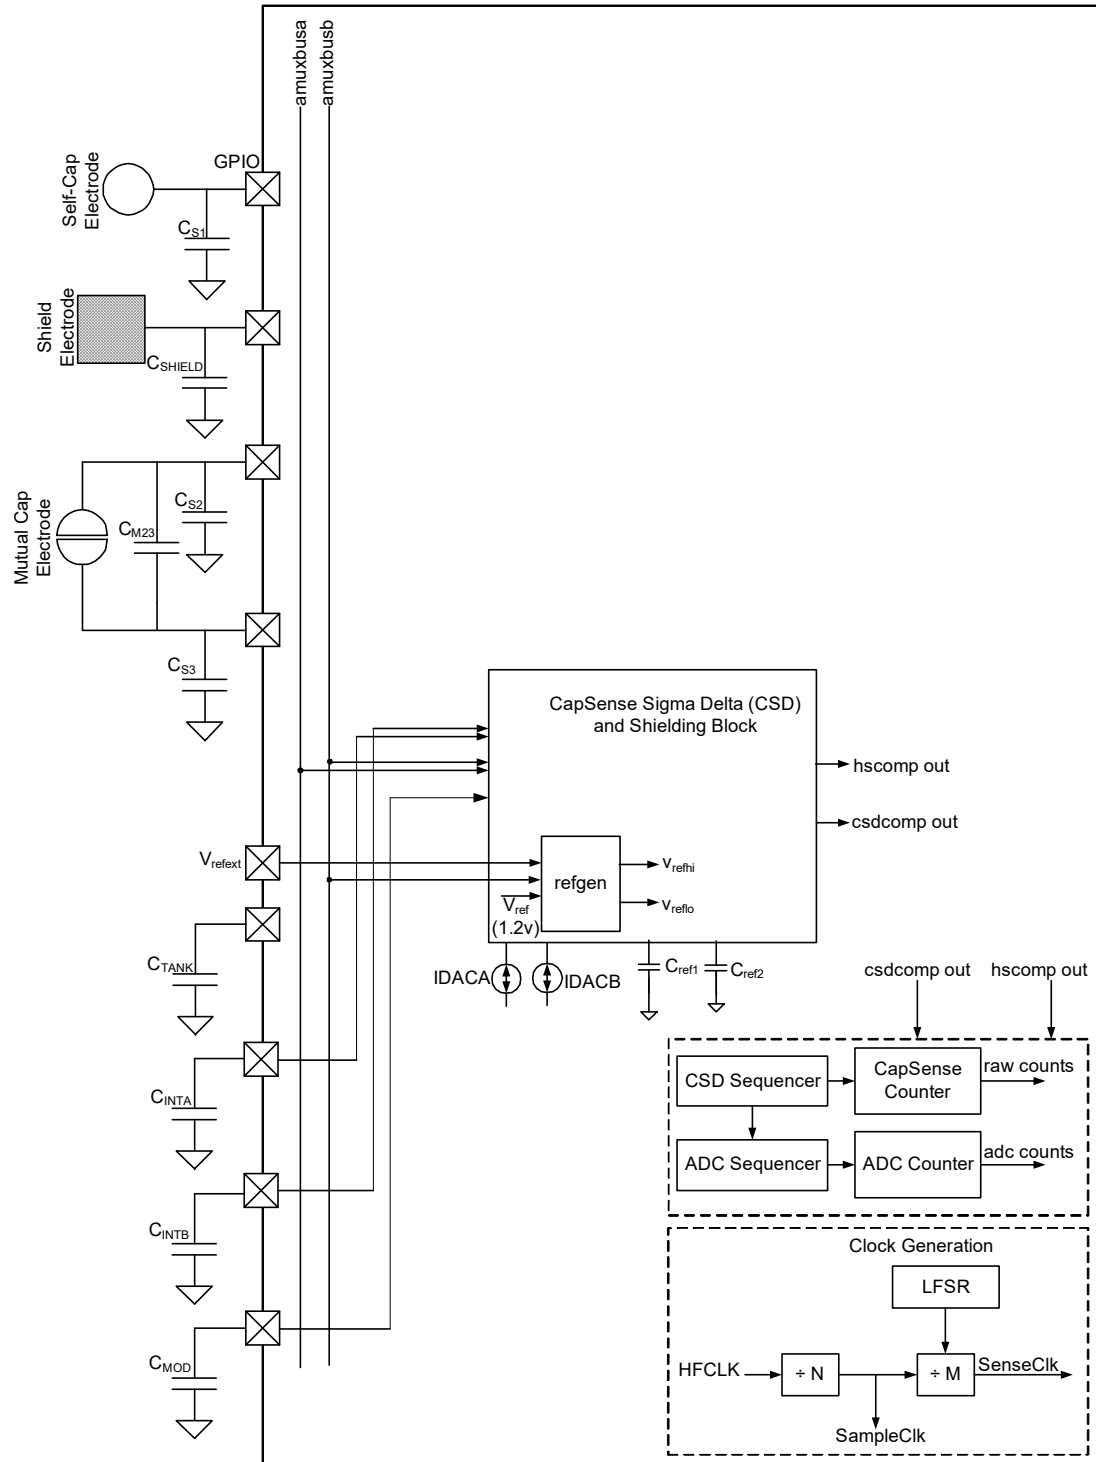 amuxbusa
amuxbusb
GPIO
Self-Cap
Electrode
CS1
Shield
Electrode
CSHIELD
Mutual Cap
Electrode
CS2
CM23
CS3
CapSense Sigma Delta (CSD)
and Shielding Block
hscomp out
csdcomp out
Vrefext
refgen
vrefhi
vreflo
Vref
(1.2v)
IDACA
IDACB
Cref1
Cref2
CTANK
csdcomp out
hscomp out
CSD Sequencer
CapSense
Counter
raw counts
CINTA
ADC Sequencer
ADC Counter
adc counts
CINTB
Clock Generation
LFSR
CMOD
HFCLK
÷ N
÷ M
SenseClk
SampleClk